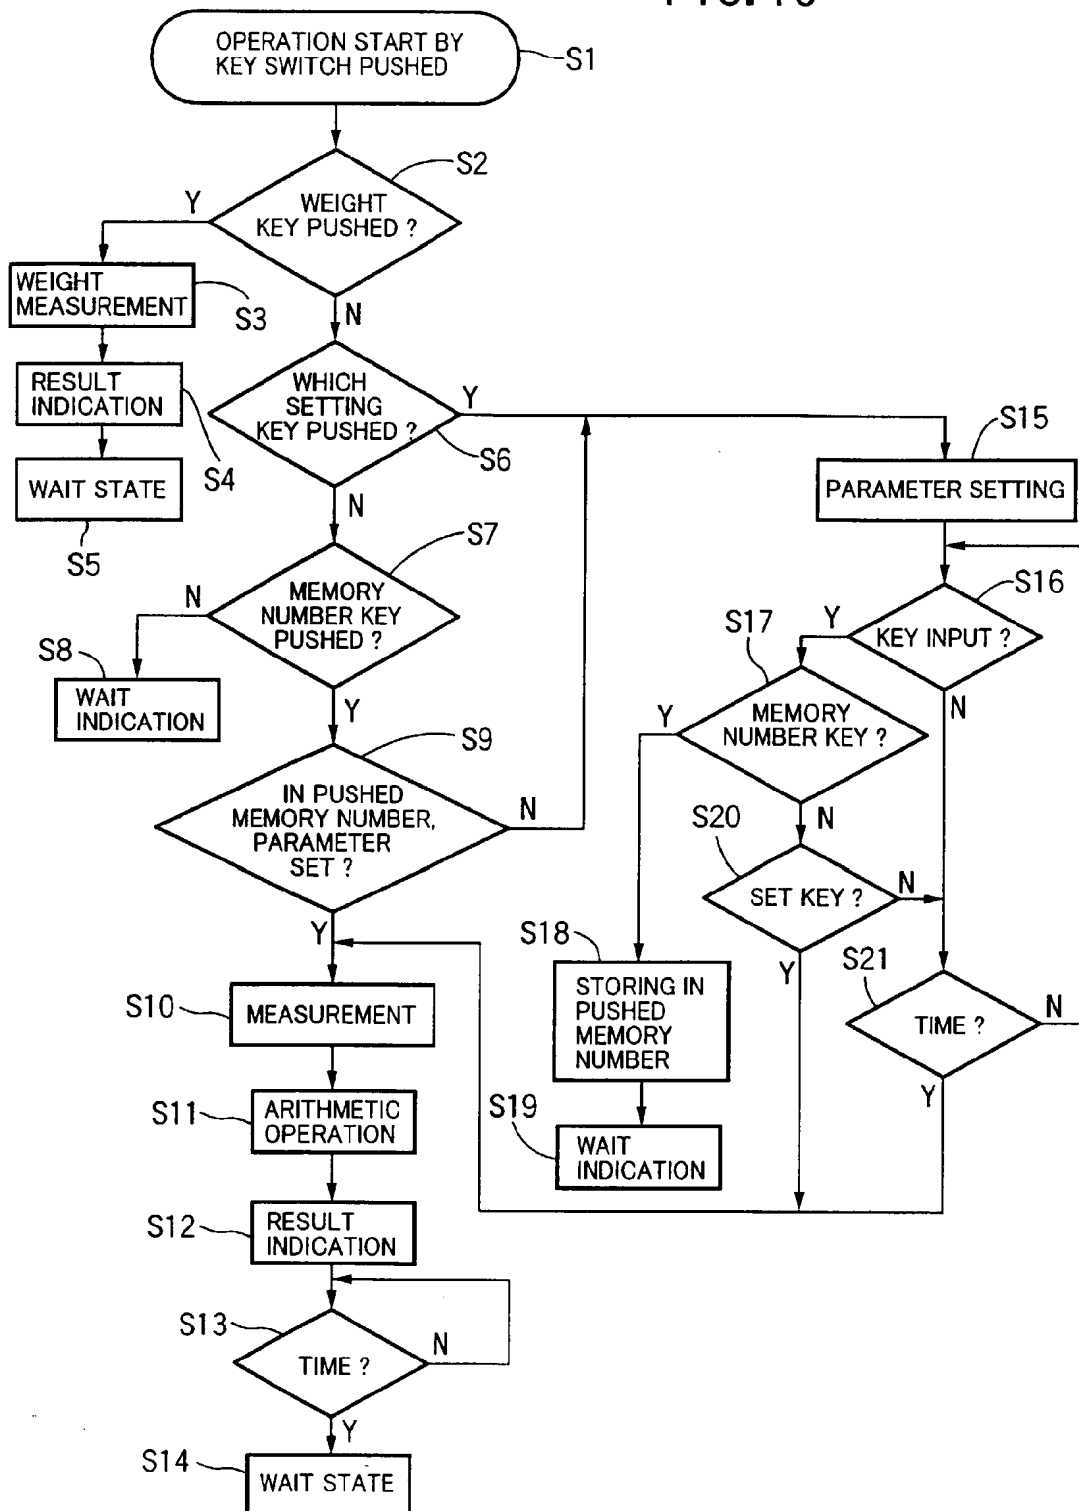 FIG. 10
OPERATION START BY
KEY SWITCH PUSHED
S1
S2
Y
WEIGHT
KEY PUSHED ?
WEIGHT
MEASUREMENT
S3
N
RESULT
INDICATION
S4
WHICH
SETTING
KEY PUSHED ?
Y
S6
WAIT STATE
S5
N
S7
MEMORY
NUMBER KEY
PUSHED ?
N
S8
WAIT
INDICATION
Y
S9
IN PUSHED
MEMORY NUMBER,
PARAMETER
SET ?
N
Y
S10
MEASUREMENT
S11
ARITHMETIC
OPERATION
S12
RESULT
INDICATION
S13
TIME ?
N
Y
S14
WAIT STATE
S15
PARAMETER SETTING
S16
KEY INPUT ?
Y
N
S17
MEMORY
NUMBER KEY ?
Y
N
S20
SET KEY ?
N
Y
S18
STORING IN
PUSHED
MEMORY
NUMBER
S19
WAIT
INDICATION
S21
TIME ?
N
Y